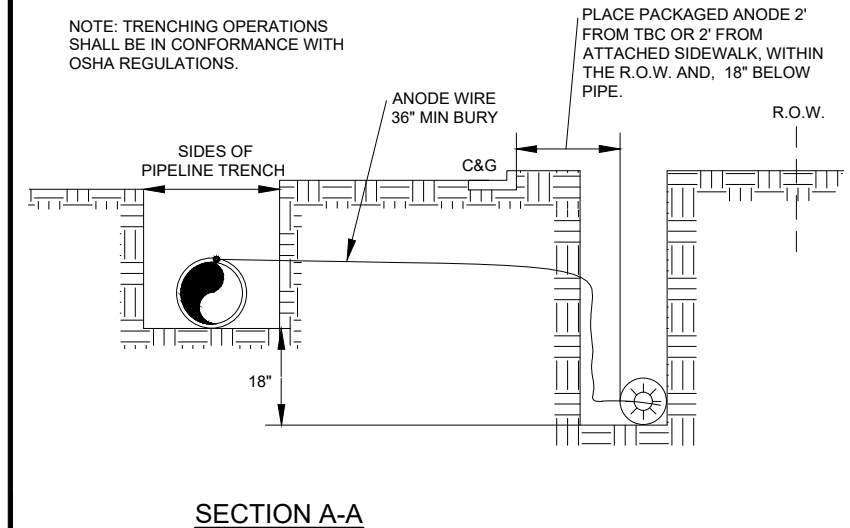 NOTE: TRENCHING OPERATIONS
SHALL BE IN CONFORMANCE WITH
OSHA REGULATIONS.
PLACE PACKAGED ANODE 2'
FROM TBC OR 2' FROM
ATTACHED SIDEWALK, WITHIN
THE R.O.W. AND, 18" BELOW
PIPE.
ANODE WIRE
36" MIN BURY
R.O.W.
SIDES OF
PIPELINE TRENCH
C&G
18"
SECTION A-A